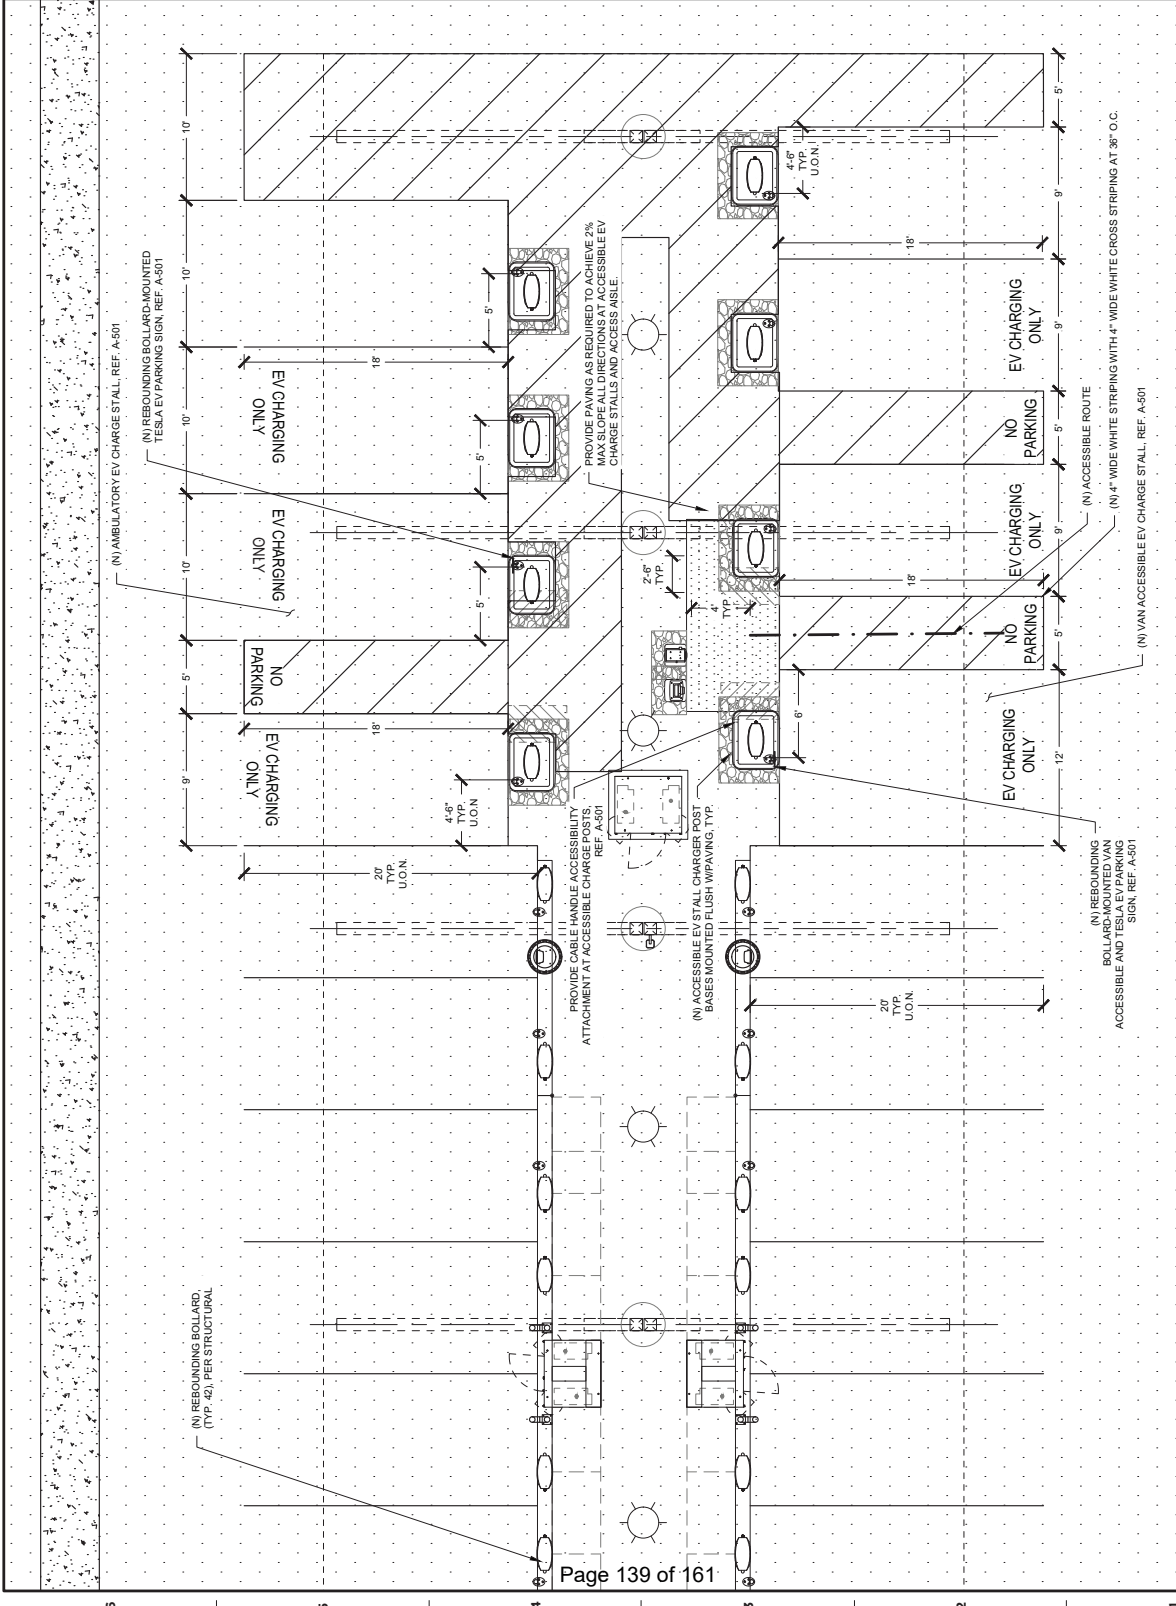 (N) AMBULATORY EV CHARGE STALL, REF. A-501
(N) REBOUNDING BOLLARD-MOUNTED
TESLA EV PARKING SIGN, REF. A-501
(N) REBOUNDING BOLLARD,
(TYP. 42), PER STRUCTURAL
9'
5'
10'
10'
10'
10'
EV CHARGING
ONLY
NO
PARKING
EV CHARGING
ONLY
EV CHARGING
ONLY
20'
TYP.
U.O.N.
18'
18'
4'-6"
TYP.
U.O.N
5'
5'
5'
PROVIDE CABLE HANDLE ACCESSIBILITY
ATTACHMENT AT ACCESSIBLE CHARGE POSTS,
REF. A-501
PROVIDE PAVING AS REQUIRED TO ACHIEVE 2%
MAX SLOPE ALL DIRECTIONS AT ACCESSIBLE EV
CHARGE STALLS AND ACCESS AISLE.
2'-6"
TYP.
4'
TYP.
(N) ACCESSIBLE EV STALL CHARGER POST
BASES MOUNTED FLUSH W/PAVING, TYP.
6'
4'-6"
TYP.
U.O.N.
20'
TYP.
U.O.N.
18'
18'
EV CHARGING
ONLY
NO
PARKING
EV CHARGING
ONLY
NO
PARKING
EV CHARGING
ONLY
12'
5'
9'
5'
9'
9'
5'
(N) ACCESSIBLE ROUTE
(N) 4" WIDE WHITE STRIPING WITH 4" WIDE WHITE CROSS STRIPING AT 36" O.C.
(N) VAN ACCESSIBLE EV CHARGE STALL, REF. A-501
(N) REBOUNDING
BOLLARD-MOUNTED VAN
ACCESSIBLE AND TESLA EV PARKING
SIGN, REF. A-501
Page 139 of 161